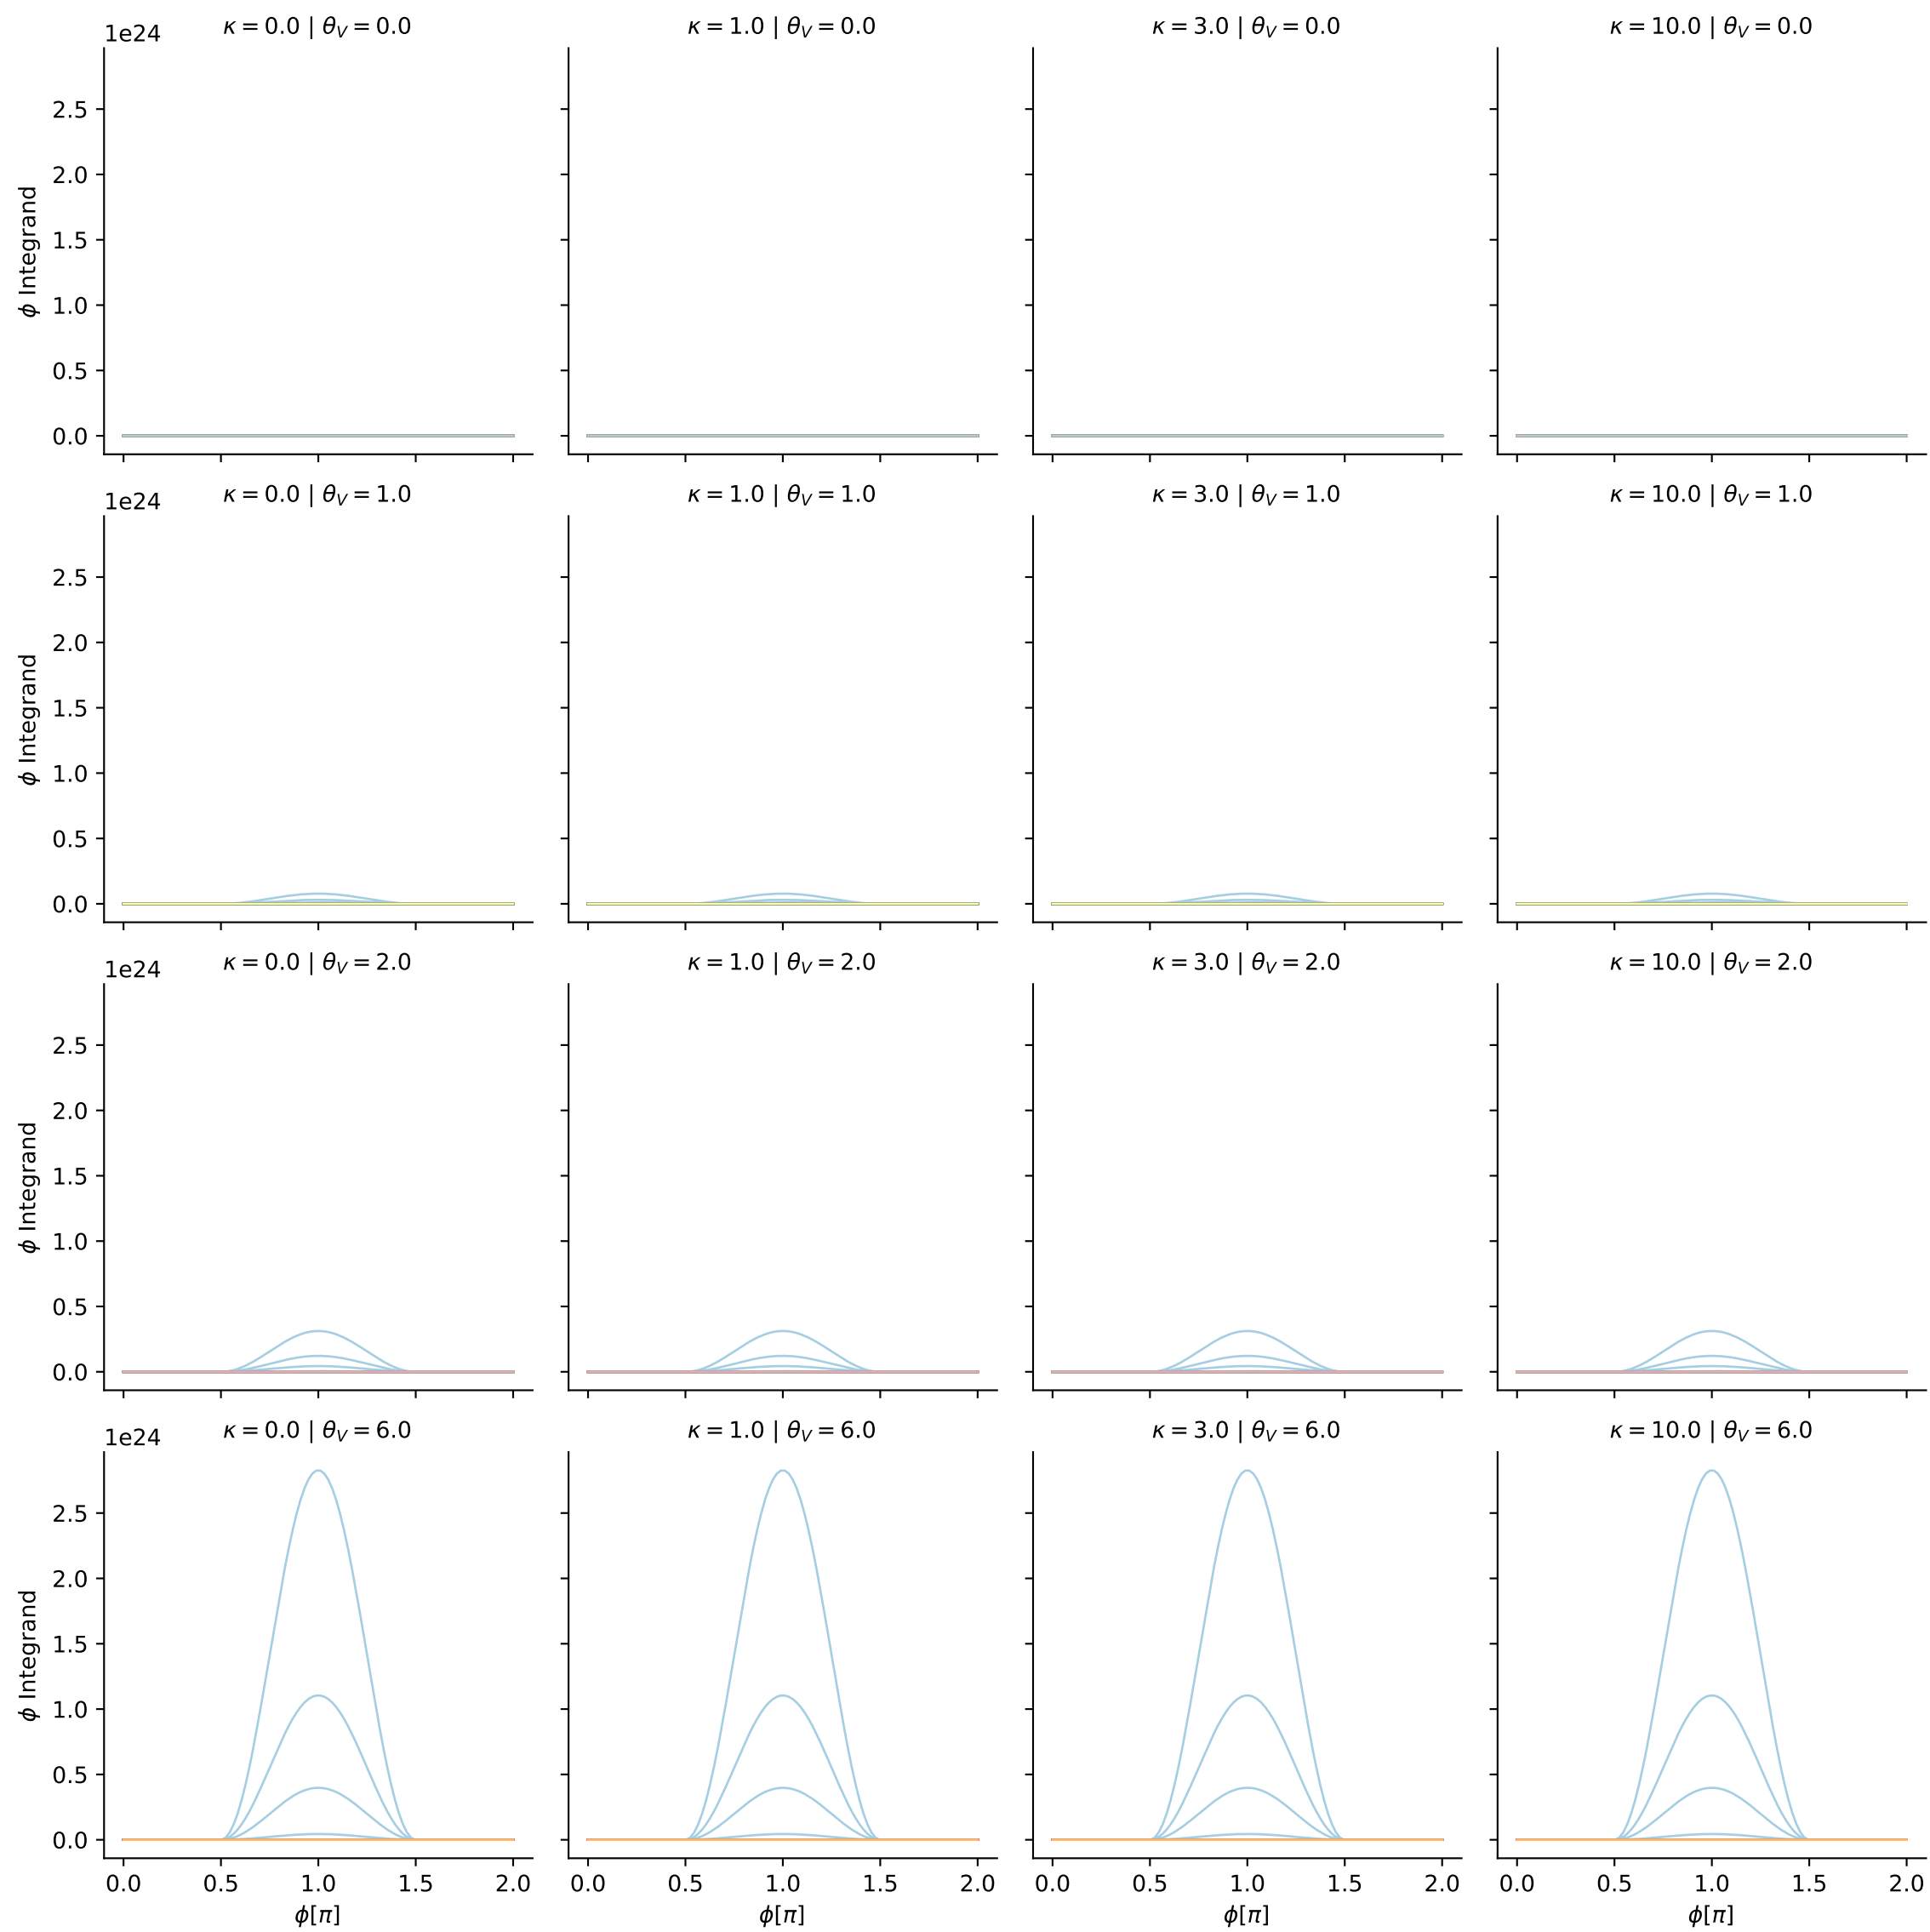 1e24
κ = 0.0 | θ_V = 0.0
κ = 1.0 | θ_V = 0.0
κ = 3.0 | θ_V = 0.0
κ = 10.0 | θ_V = 0.0
2.5
2.0
1.5
1.0
0.5
0.0
ϕ Integrand
1e24
κ = 0.0 | θ_V = 1.0
κ = 1.0 | θ_V = 1.0
κ = 3.0 | θ_V = 1.0
κ = 10.0 | θ_V = 1.0
2.5
2.0
1.5
1.0
0.5
0.0
ϕ Integrand
1e24
κ = 0.0 | θ_V = 2.0
κ = 1.0 | θ_V = 2.0
κ = 3.0 | θ_V = 2.0
κ = 10.0 | θ_V = 2.0
2.5
2.0
1.5
1.0
0.5
0.0
ϕ Integrand
1e24
κ = 0.0 | θ_V = 6.0
κ = 1.0 | θ_V = 6.0
κ = 3.0 | θ_V = 6.0
κ = 10.0 | θ_V = 6.0
2.5
2.0
1.5
1.0
0.5
0.0
ϕ Integrand
0.0 0.5 1.0 1.5 2.0
0.0 0.5 1.0 1.5 2.0
0.0 0.5 1.0 1.5 2.0
0.0 0.5 1.0 1.5 2.0
ϕ[π]
ϕ[π]
ϕ[π]
ϕ[π]